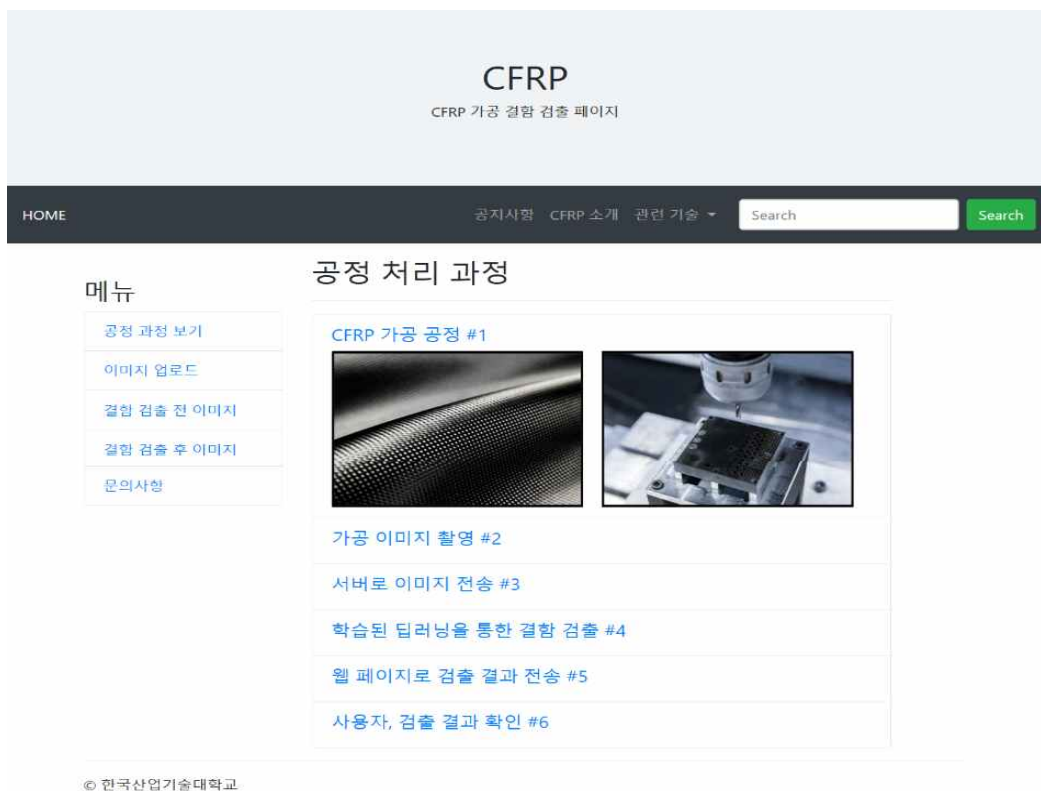 CFRP
CFRP 가공 결함 검출 페이지
HOME
공지사항 CFRP 소개 관련 기술
Search
Search
메뉴
공정 과정 보기
이미지 업로드
결함 검출 전 이미지
결함 검출 후 이미지
문의사항
공정 처리 과정
CFRP 가공 공정 #1
가공 이미지 촬영 #2
서버로 이미지 전송 #3
학습된 딥러닝을 통한 결함 검출 #4
웹 페이지로 검출 결과 전송 #5
사용자, 검출 결과 확인 #6
© 한국산업기술대학교